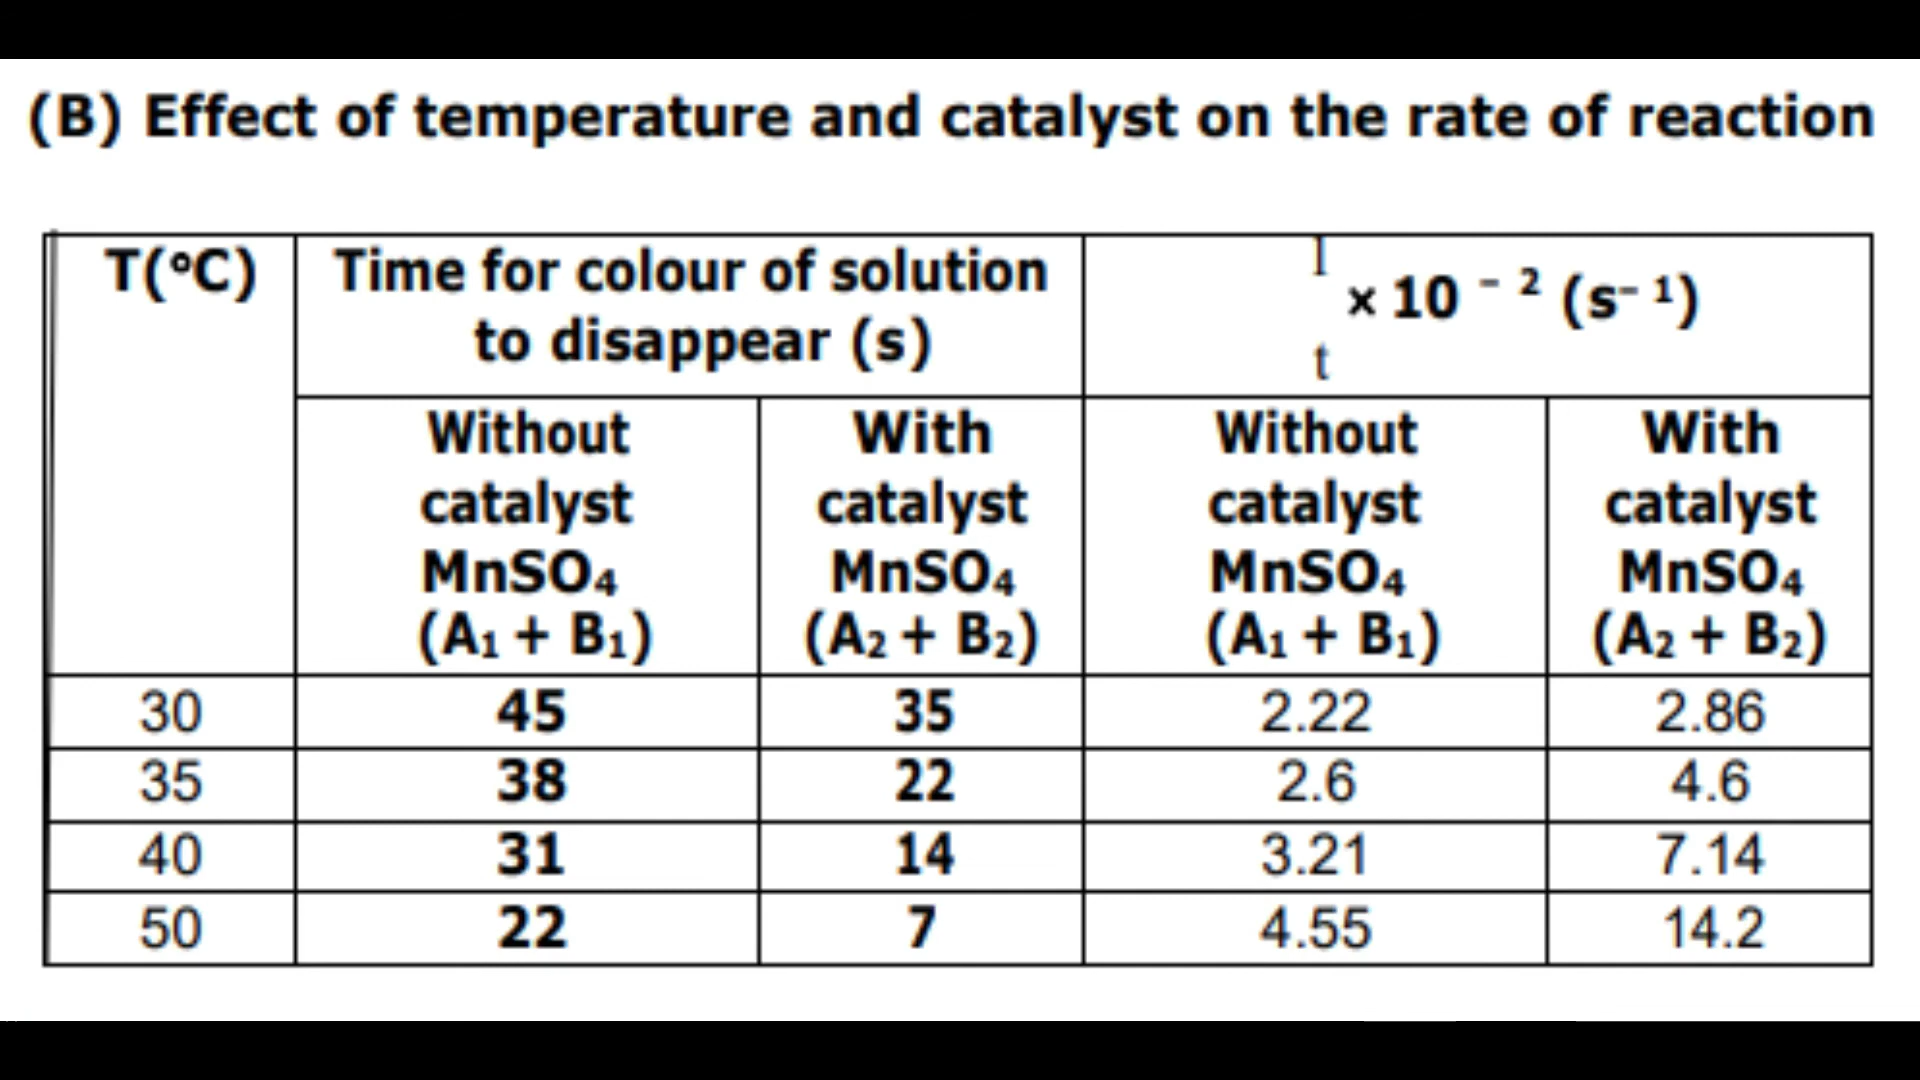 (B) Effect of temperature and catalyst on the rate of reaction
T(°C) Time for colour of solution to disappear (s) 1/t × 10⁻² (s⁻¹)
Without catalyst MnSO₄ (A₁ + B₁) With catalyst MnSO₄ (A₂ + B₂) Without catalyst MnSO₄ (A₁ + B₁) With catalyst MnSO₄ (A₂ + B₂)
30 45 35 2.22 2.86
35 38 22 2.6 4.6
40 31 14 3.21 7.14
50 22 7 4.55 14.2